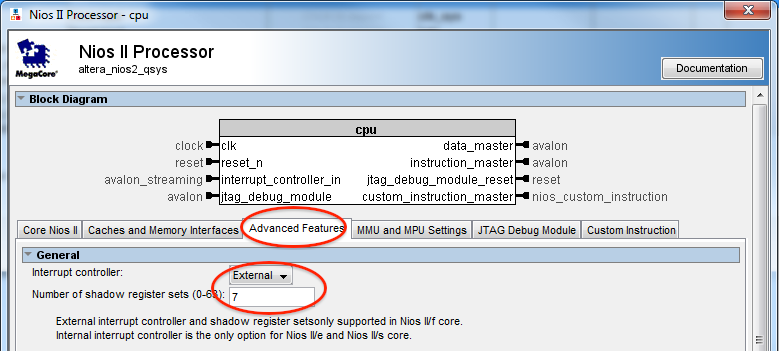 Nios II Processor - cpu
Nios II Processor
altera_nios2_qsys
MegaCore®
Documentation
Block Diagram
cpu
clock clk data_master avalon
reset reset_n instruction_master avalon
avalon_streaming interrupt_controller_in jtag_debug_module_reset reset
avalon jtag_debug_module custom_instruction_master nios_custom_instruction
Core Nios II Caches and Memory Interfaces Advanced Features MMU and MPU Settings JTAG Debug Module Custom Instruction
General
Interrupt controller: External
Number of shadow register sets (0-63): 7
External interrupt controller and shadow register setsonly supported in Nios II/f core.
Internal interrupt controller is the only option for Nios II/e and Nios II/s core.